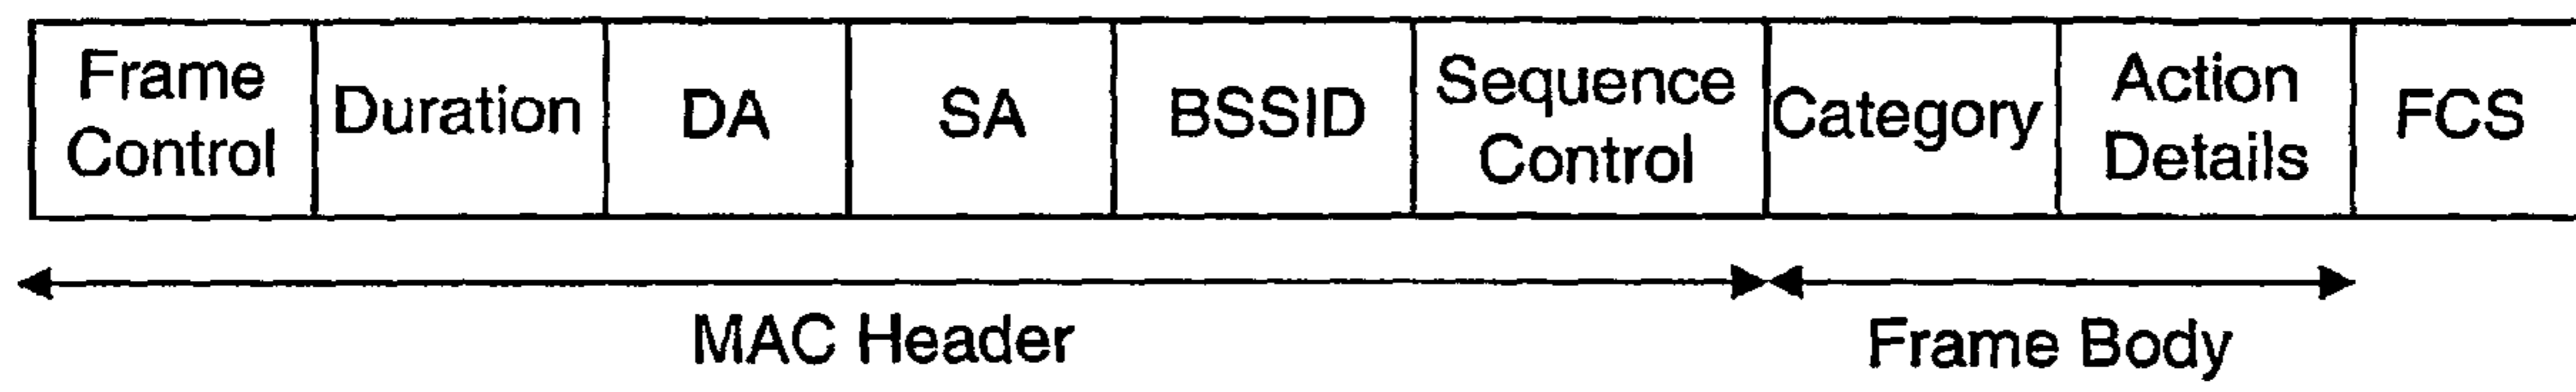 Frame
Control
Duration
DA
SA
BSSID
Sequence
Control
Category
Action
Details
FCS
MAC Header
Frame Body